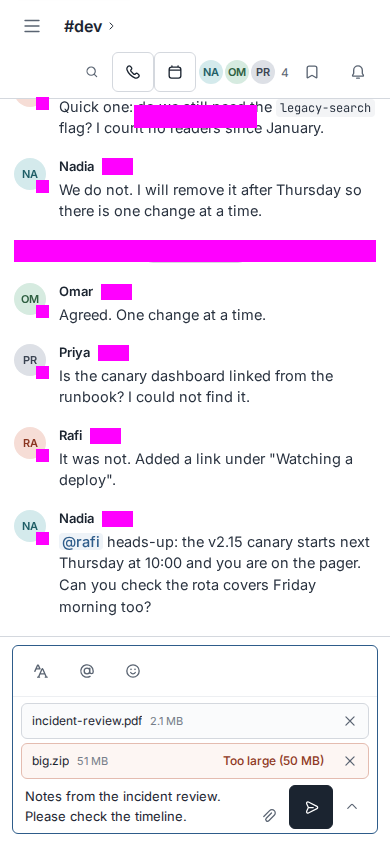 #dev
NA OM PR 4
Quick one: do we still need the legacy-search
flag? I count no readers since January.
NA Nadia
We do not. I will remove it after Thursday so
there is one change at a time.
OM Omar
Agreed. One change at a time.
PR Priya
Is the canary dashboard linked from the
runbook? I could not find it.
RA Rafi
It was not. Added a link under "Watching a
deploy".
NA Nadia
@rafi heads-up: the v2.15 canary starts next
Thursday at 10:00 and you are on the pager.
Can you check the rota covers Friday
morning too?
incident-review.pdf 2.1 MB
big.zip 51 MB Too large (50 MB)
Notes from the incident review.
Please check the timeline.